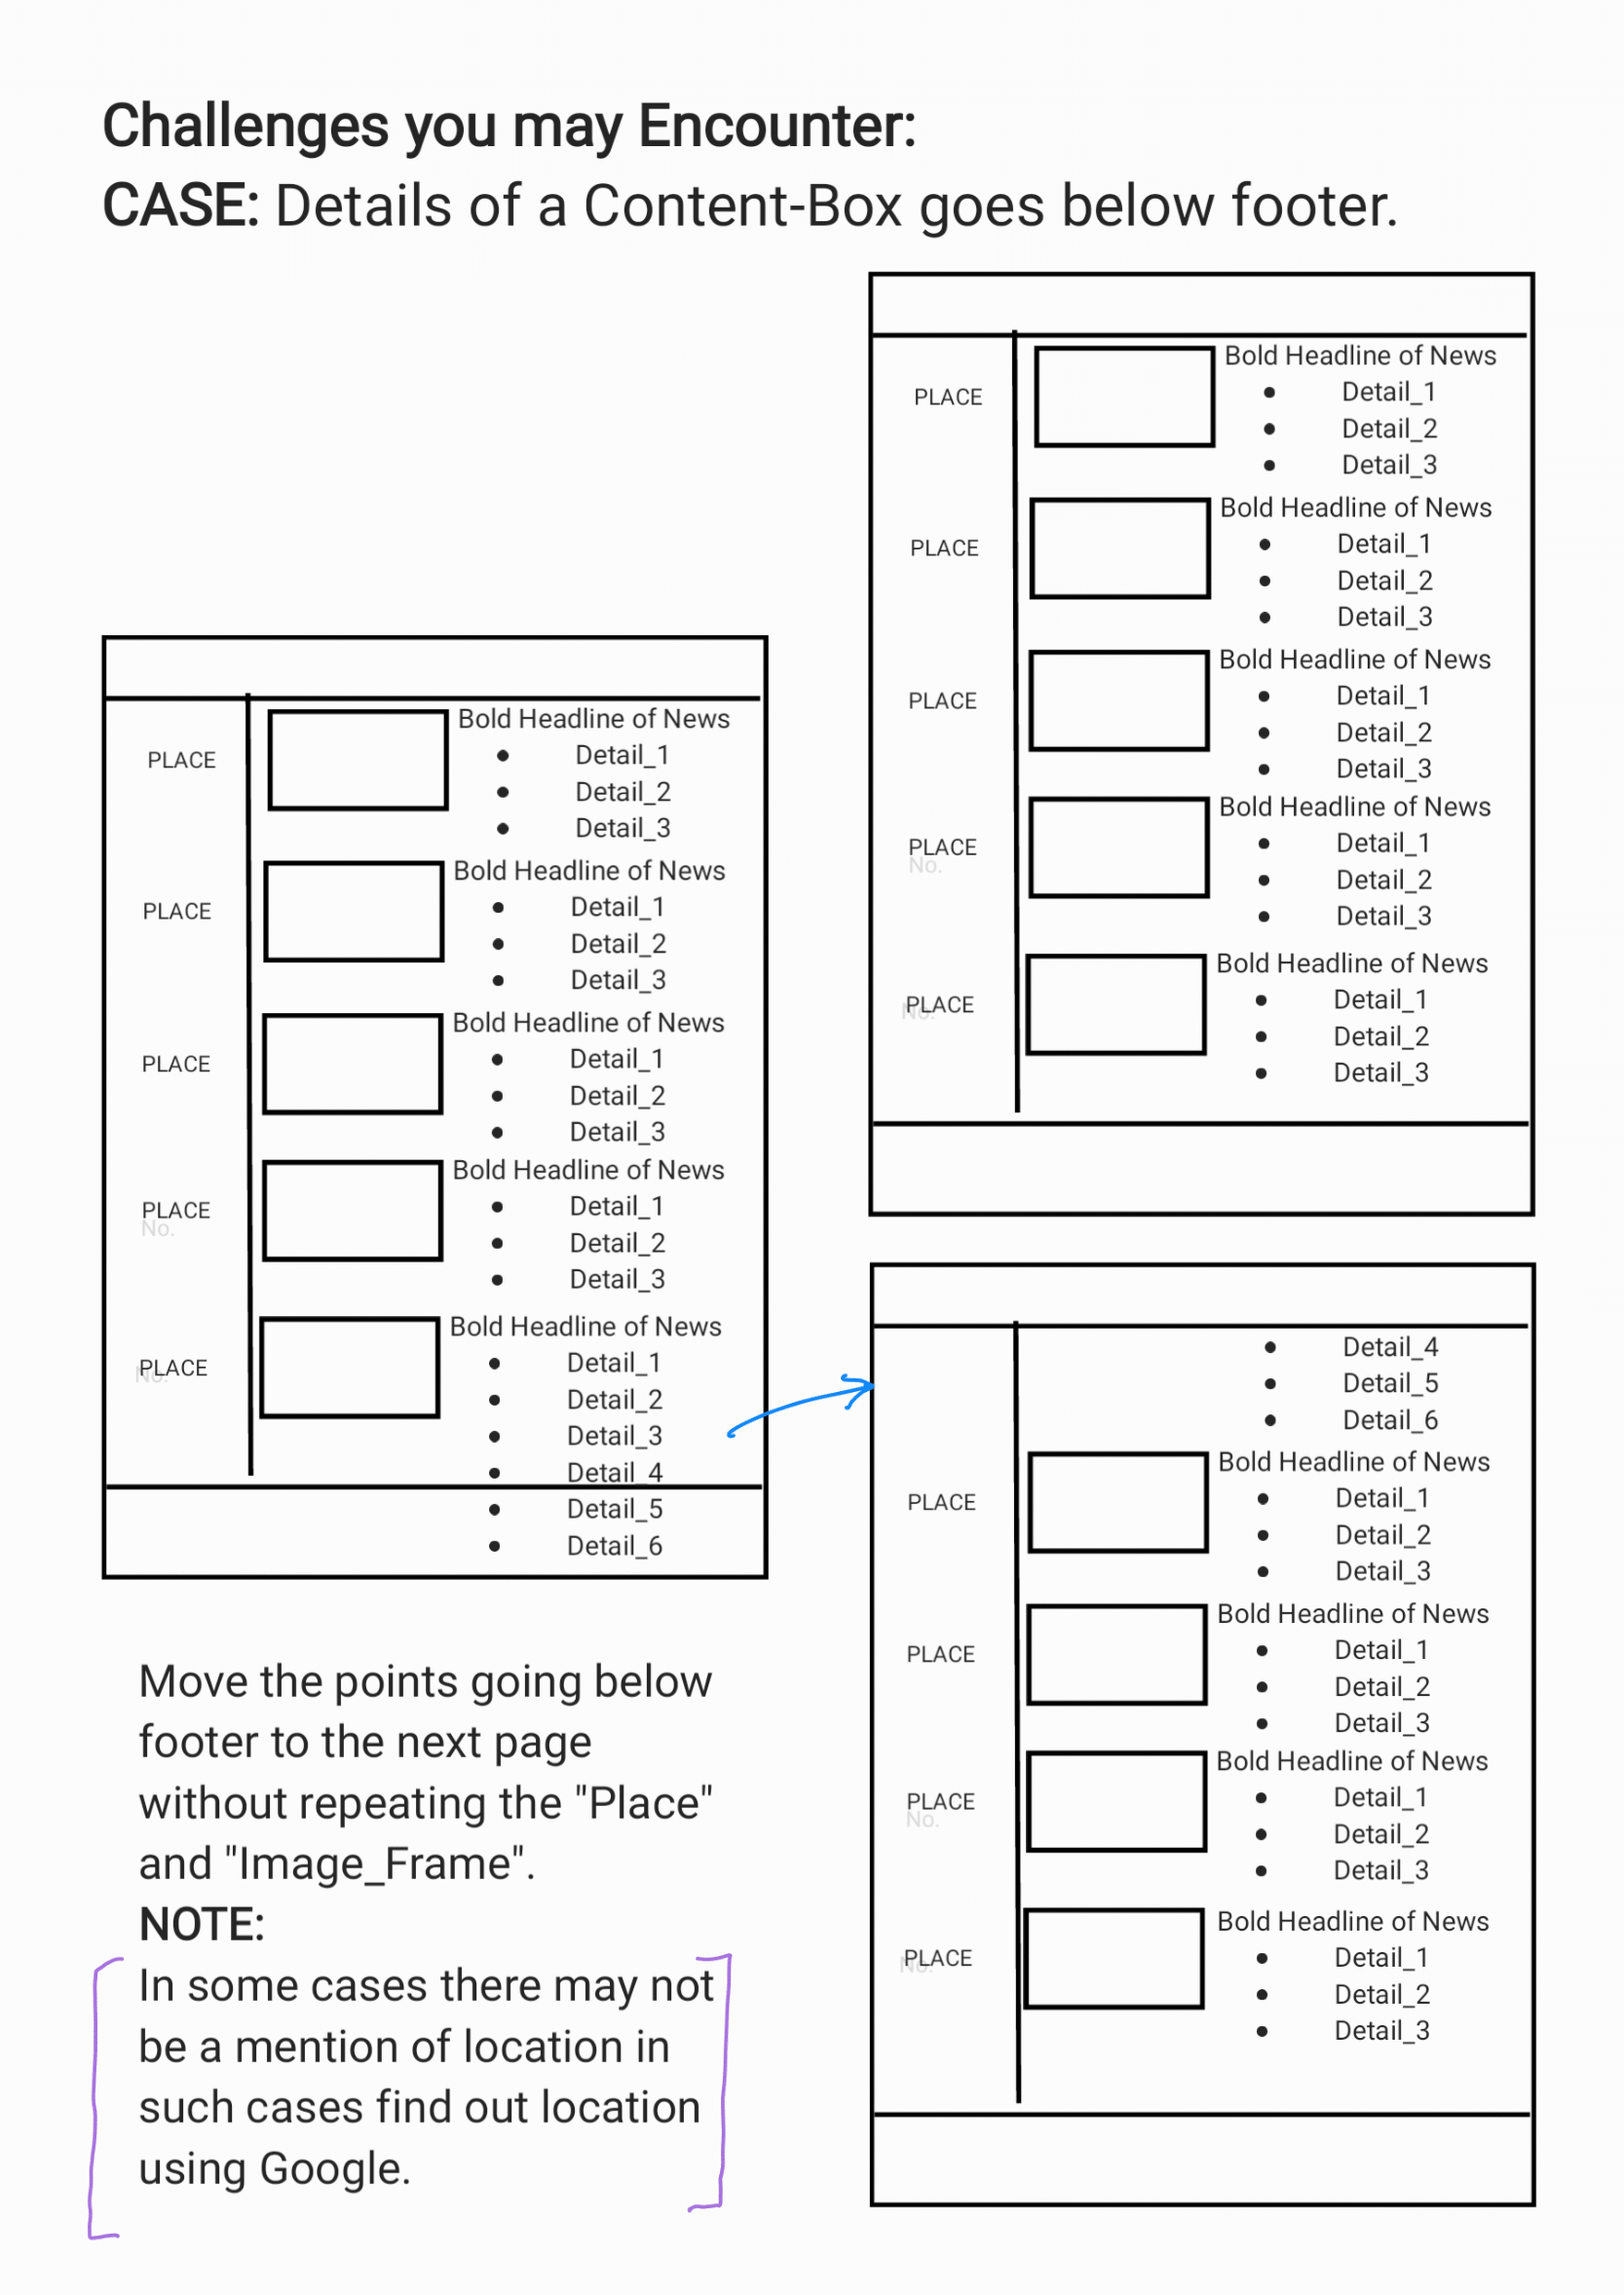 Challenges you may Encounter:
CASE: Details of a Content-Box goes below footer.
PLACE
Bold Headline of News
• Detail_1
• Detail_2
• Detail_3
PLACE
Bold Headline of News
• Detail_1
• Detail_2
• Detail_3
PLACE
Bold Headline of News
• Detail_1
• Detail_2
• Detail_3
PLACE
No.
Bold Headline of News
• Detail_1
• Detail_2
• Detail_3
PLACE
No.
Bold Headline of News
• Detail_1
• Detail_2
• Detail_3
• Detail_4
• Detail_5
• Detail_6
Move the points going below
footer to the next page
without repeating the "Place"
and "Image_Frame".
NOTE:
In some cases there may not
be a mention of location in
such cases find out location
using Google.
PLACE
Bold Headline of News
• Detail_1
• Detail_2
• Detail_3
PLACE
Bold Headline of News
• Detail_1
• Detail_2
• Detail_3
PLACE
Bold Headline of News
• Detail_1
• Detail_2
• Detail_3
PLACE
No.
Bold Headline of News
• Detail_1
• Detail_2
• Detail_3
PLACE
No.
Bold Headline of News
• Detail_1
• Detail_2
• Detail_3
• Detail_4
• Detail_5
• Detail_6
PLACE
Bold Headline of News
• Detail_1
• Detail_2
• Detail_3
PLACE
Bold Headline of News
• Detail_1
• Detail_2
• Detail_3
PLACE
No.
Bold Headline of News
• Detail_1
• Detail_2
• Detail_3
PLACE
No.
Bold Headline of News
• Detail_1
• Detail_2
• Detail_3